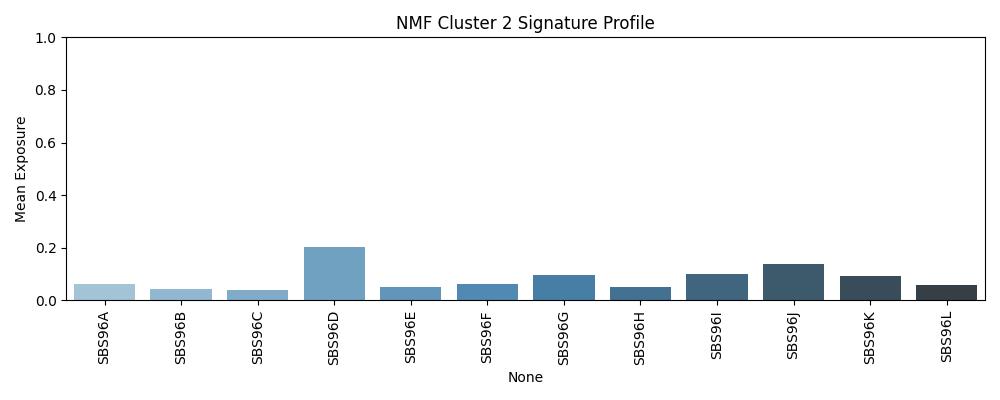 NMF Cluster 2 Signature Profile
1.0
0.8
0.6
0.4
0.2
0.0
Mean Exposure
SBS96A
SBS96B
SBS96C
SBS96D
SBS96E
SBS96F
SBS96G
SBS96H
SBS96I
SBS96J
SBS96K
SBS96L
None